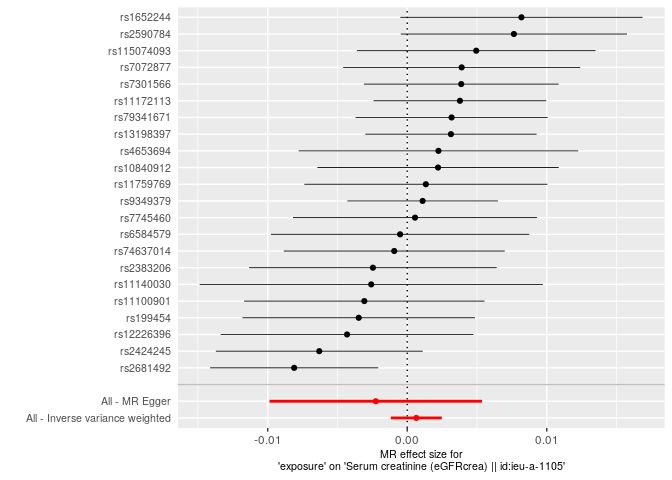 rs1652244
rs2590784
rs115074093
rs7072877
rs7301566
rs11172113
rs79341671
rs13198397
rs4653694
rs10840912
rs11759769
rs9349379
rs7745460
rs6584579
rs74637014
rs2383206
rs11140030
rs11100901
rs199454
rs12226396
rs2424245
rs2681492
All - MR Egger
All - Inverse variance weighted
-0.01 0.00 0.01
MR effect size for
'exposure' on 'Serum creatinine (eGFRcrea) || id:ieu-a-1105'